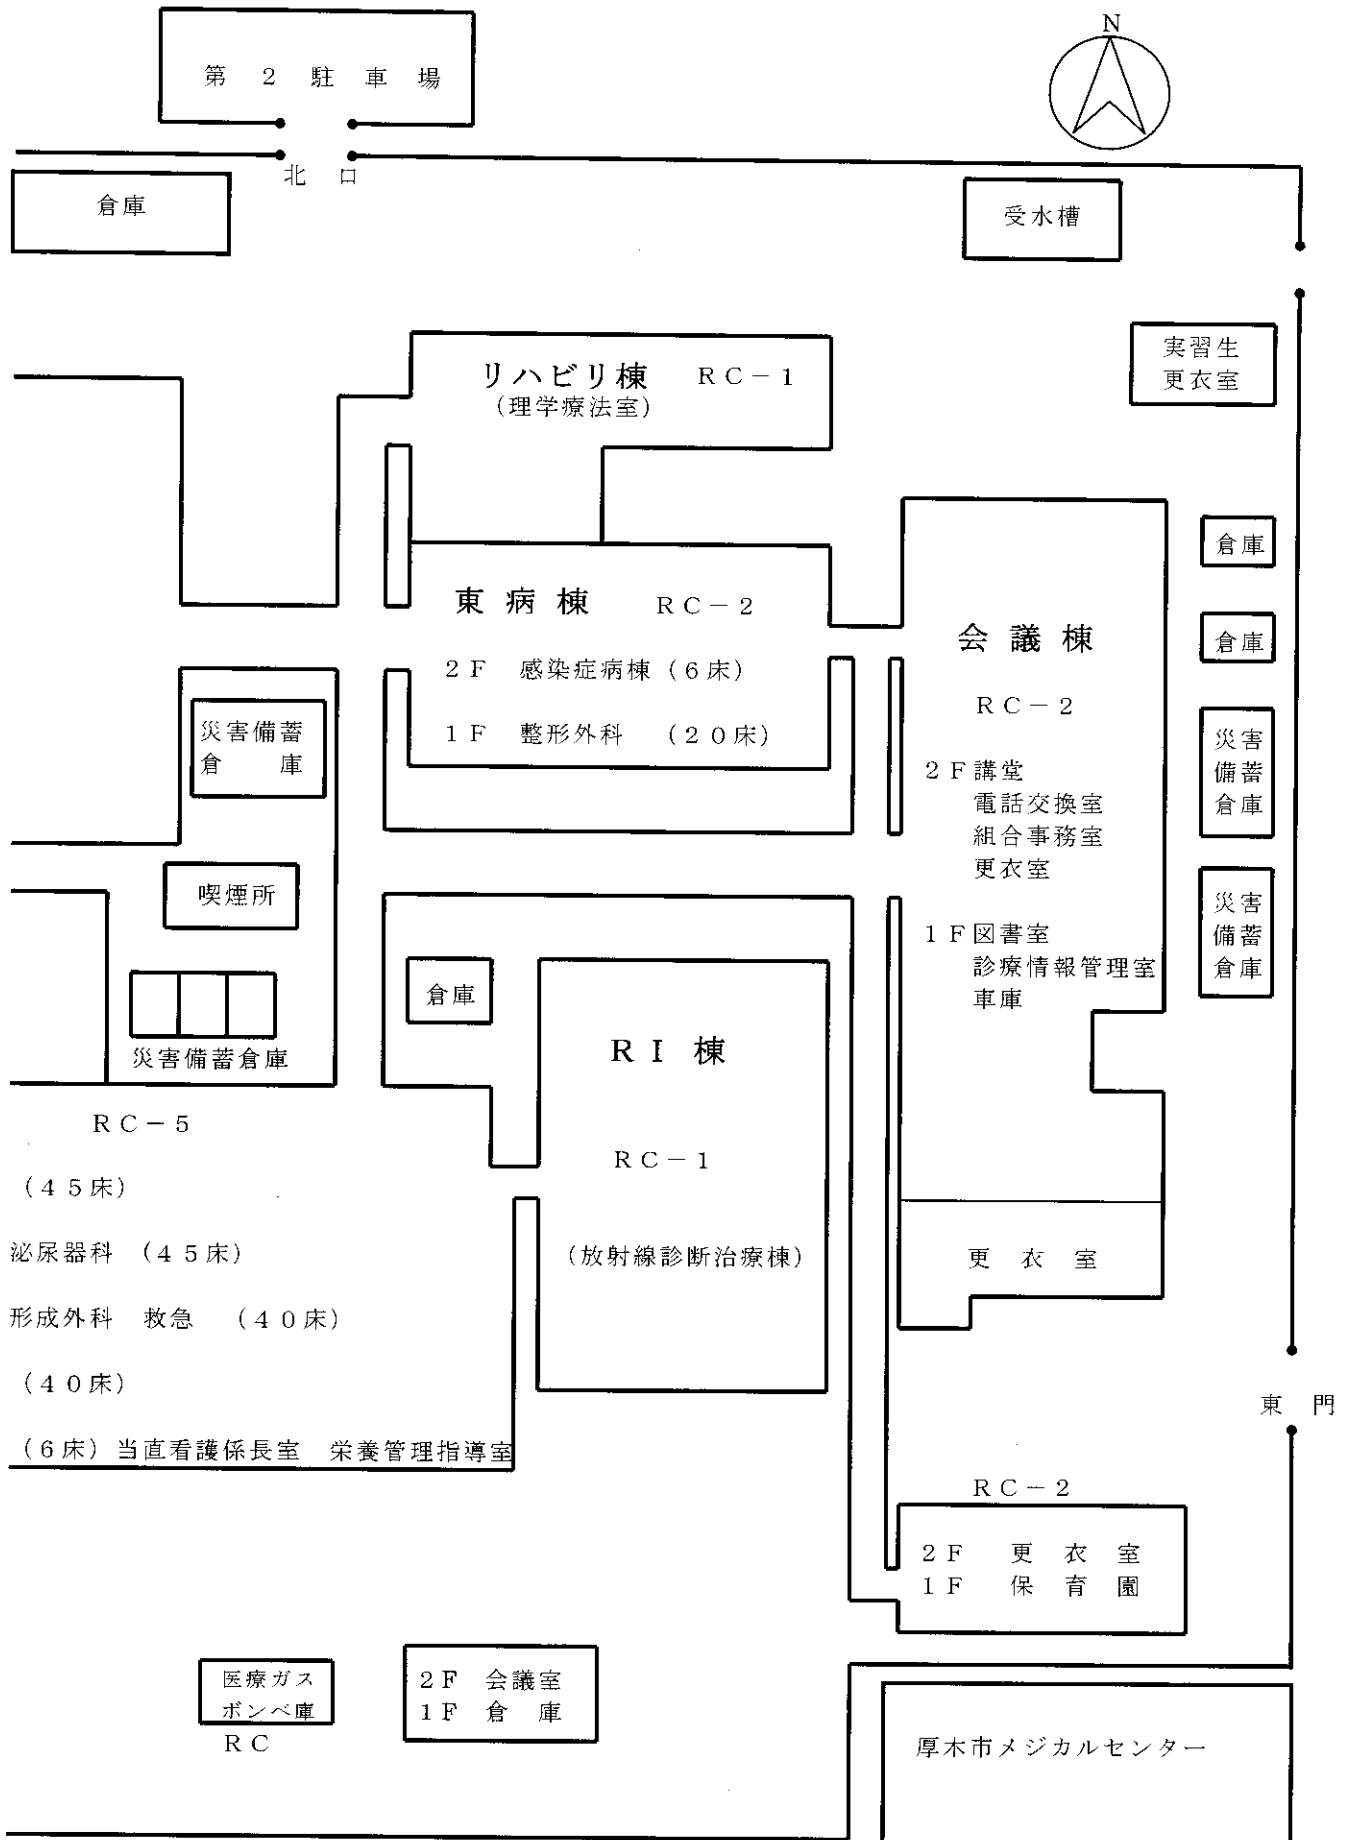 N
第　２　駐　車　場
北　口
倉庫
受水槽
実習生
更衣室
リハビリ棟　ＲＣ－１
（理学療法室）
倉庫
東　病　棟　ＲＣ－２
２Ｆ　感染症病棟（６床）
１Ｆ　整形外科　（２０床）
会　議　棟
ＲＣ－２
２Ｆ講堂
電話交換室
組合事務室
更衣室
１Ｆ図書室
診療情報管理室
車庫
倉庫
災害
備蓄
倉庫
災害
備蓄
倉庫
災害備蓄
倉　　庫
喫煙所
災害備蓄倉庫
倉庫
ＲＩ　棟
ＲＣ－１
（放射線診断治療棟）
ＲＣ－５
（４５床）
泌尿器科　（４５床）
形成外科　救急　（４０床）
（４０床）
（６床）当直看護係長室　栄養管理指導室
更　衣　室
東　門
ＲＣ－２
２Ｆ　更　衣　室
１Ｆ　保　育　園
医療ガス
ボンベ庫
ＲＣ
２Ｆ　会議室
１Ｆ　倉　庫
厚木市メジカルセンター